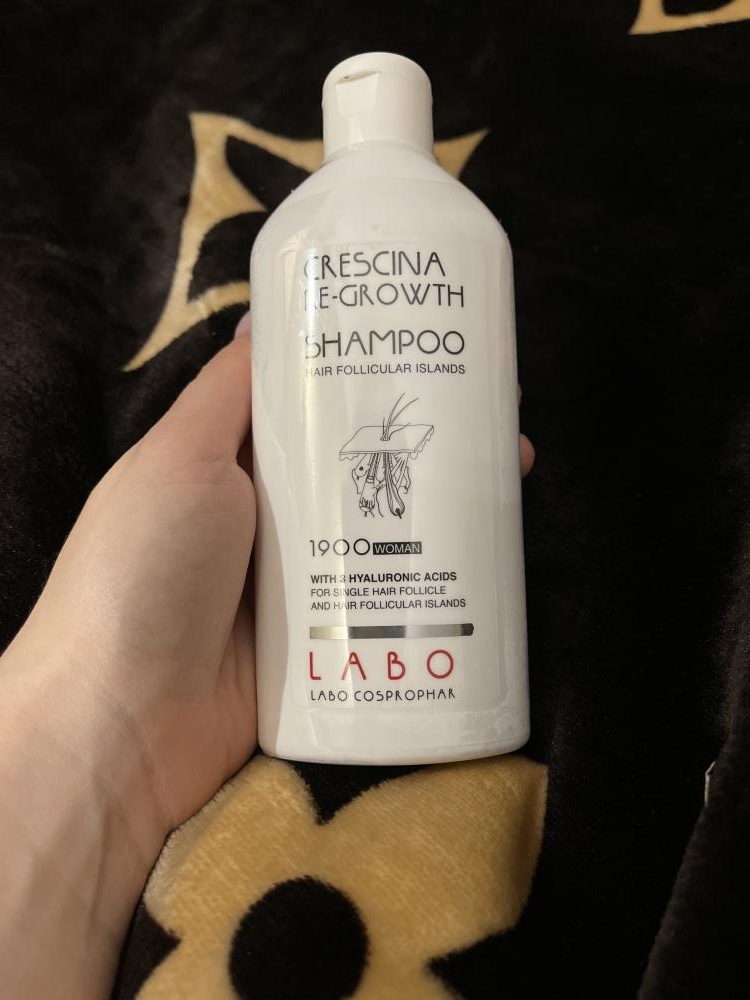 CRESCINA
RE-GROWTH
SHAMPOO
HAIR FOLLICULAR ISLANDS
1900 WOMAN
WITH 3 HYALURONIC ACIDS
FOR SINGLE HAIR FOLLICLE
AND HAIR FOLLICULAR ISLANDS
LABO
LABO COSPROPHAR